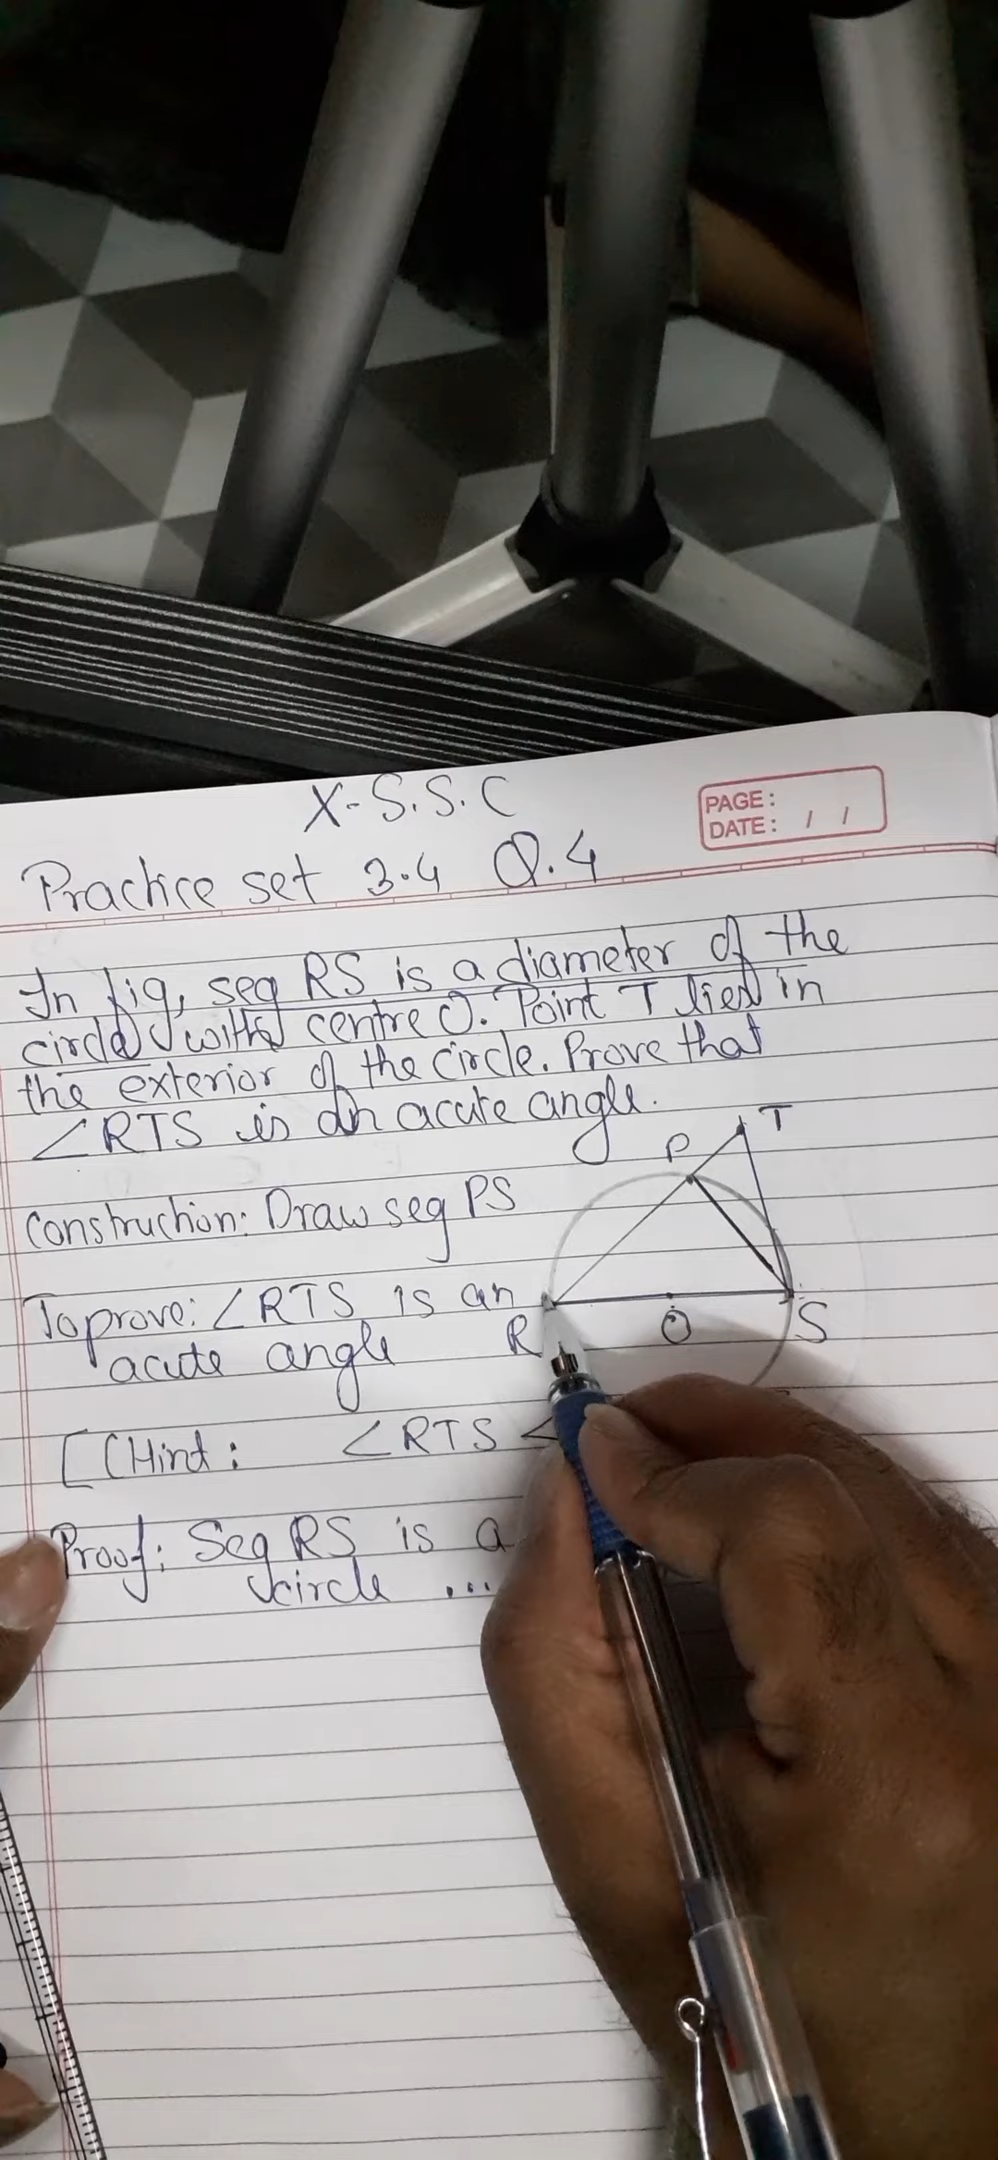 X-S.S.C
PAGE:
DATE: / /
Practice set 3.4 Q.4
In fig, seg RS is a diameter of the
circle with centre O. Point T lies in
the exterior of the circle. Prove that
∠RTS is an acute angle.
T
P
Construction: Draw seg PS
To prove: ∠RTS is an
acute angle
R
O
S
[(Hint: ∠RTS <
Proof: Seg RS is a
circle ...